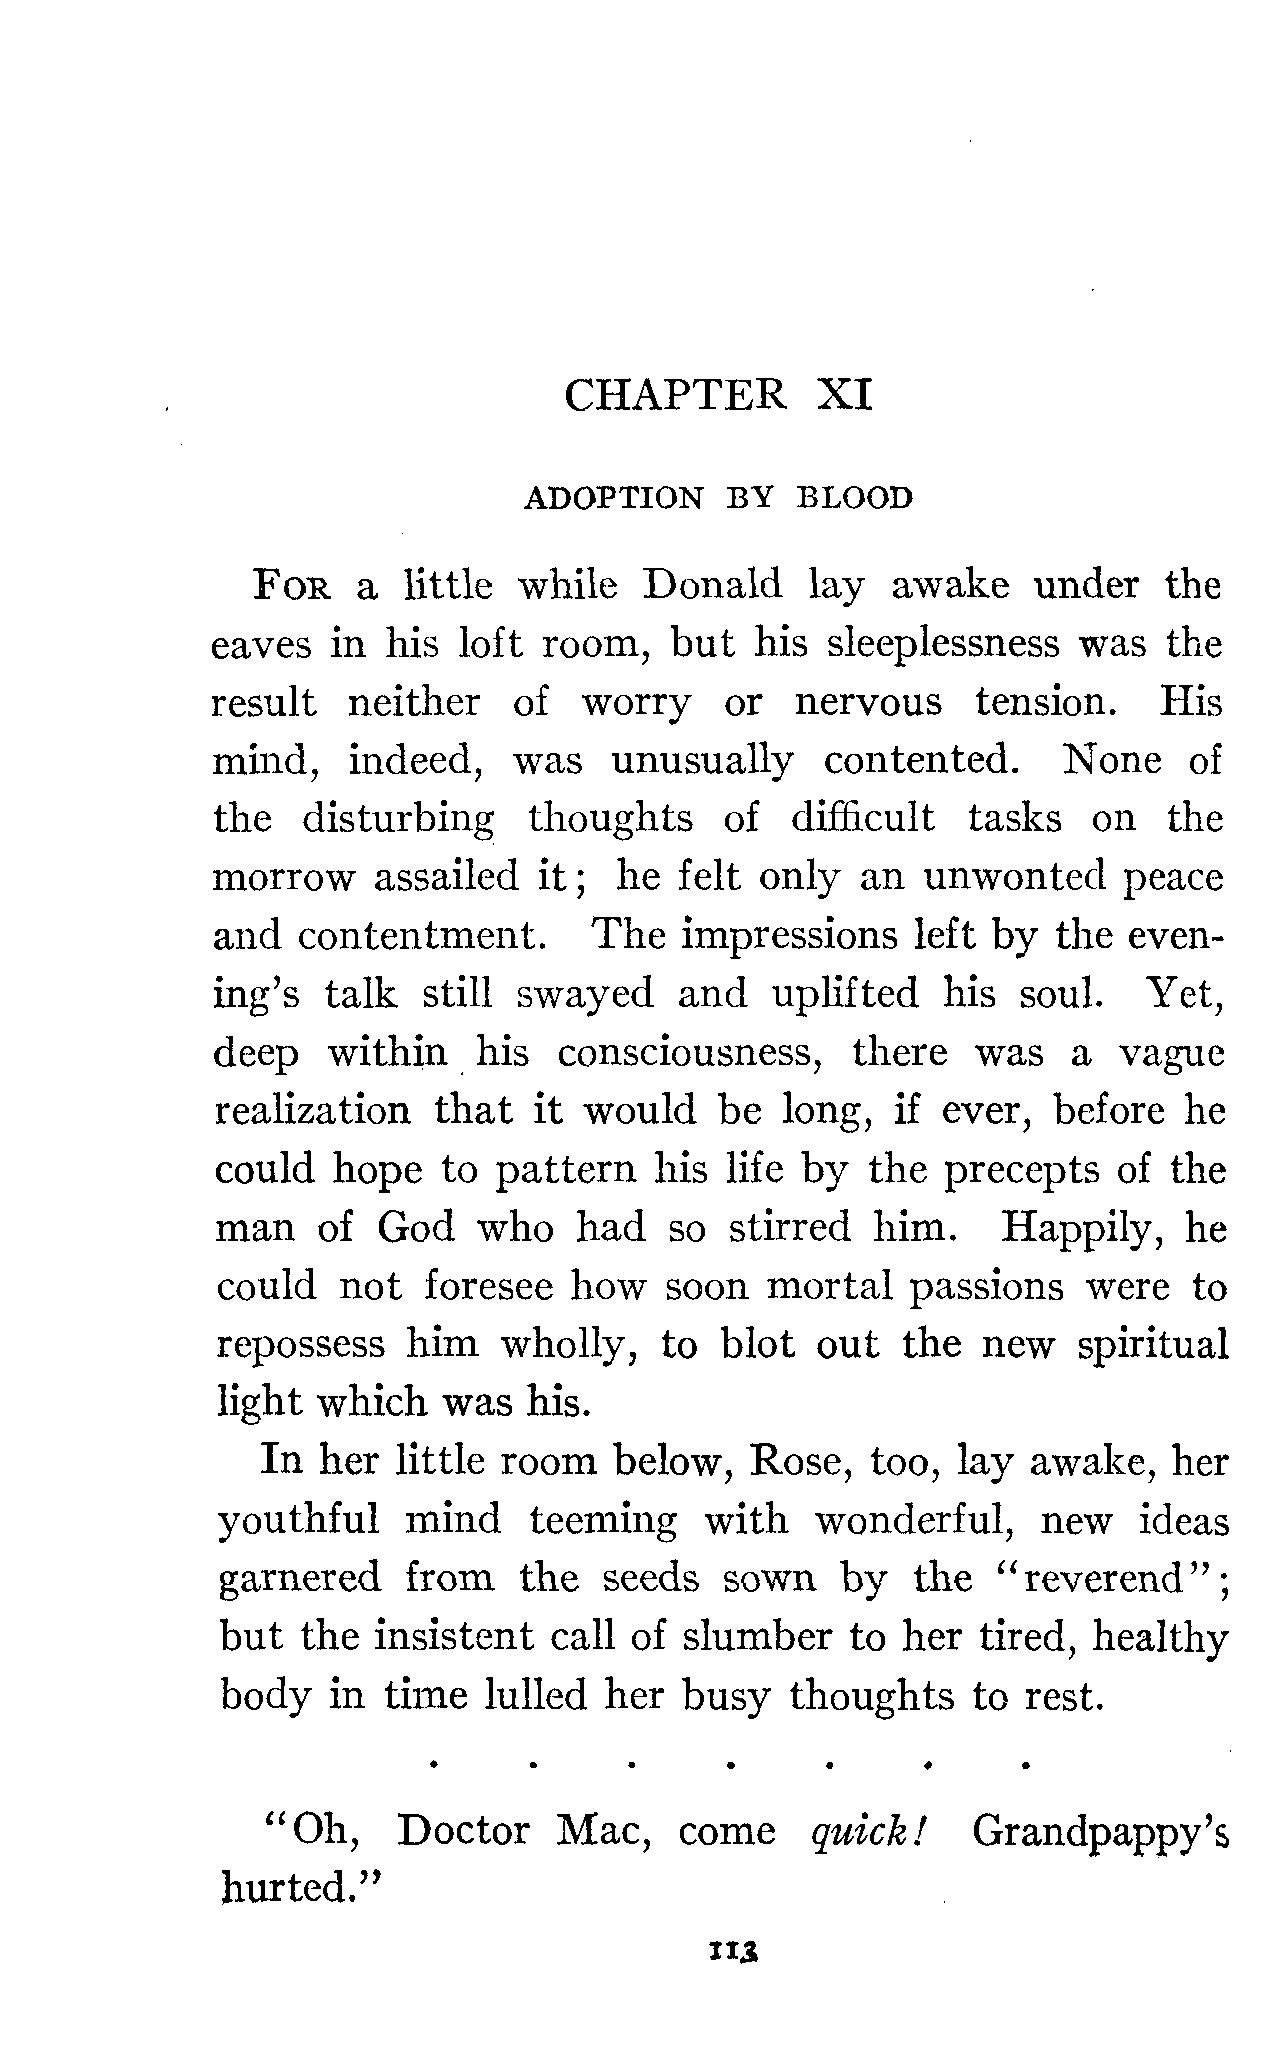 CHAPTER XI
ADOPTION BY BLOOD
FOR a little while Donald lay awake under the
eaves in his loft room, but his sleeplessness was the
result neither of worry or nervous tension. His
mind, indeed, was unusually contented. None of
the disturbing thoughts of difficult tasks on the
morrow assailed it; he felt only an unwonted peace
and contentment. The impressions left by the even-
ing's talk still swayed and uplifted his soul. Yet,
deep within his consciousness, there was a vague
realization that it would be long, if ever, before he
could hope to pattern his life by the precepts of the
man of God who had so stirred him. Happily, he
could not foresee how soon mortal passions were to
repossess him wholly, to blot out the new spiritual
light which was his.
In her little room below, Rose, too, lay awake, her
youthful mind teeming with wonderful, new ideas
garnered from the seeds sown by the "reverend";
but the insistent call of slumber to her tired, healthy
body in time lulled her busy thoughts to rest.
. . . . . . .
"Oh, Doctor Mac, come quick! Grandpappy's
hurted."
113